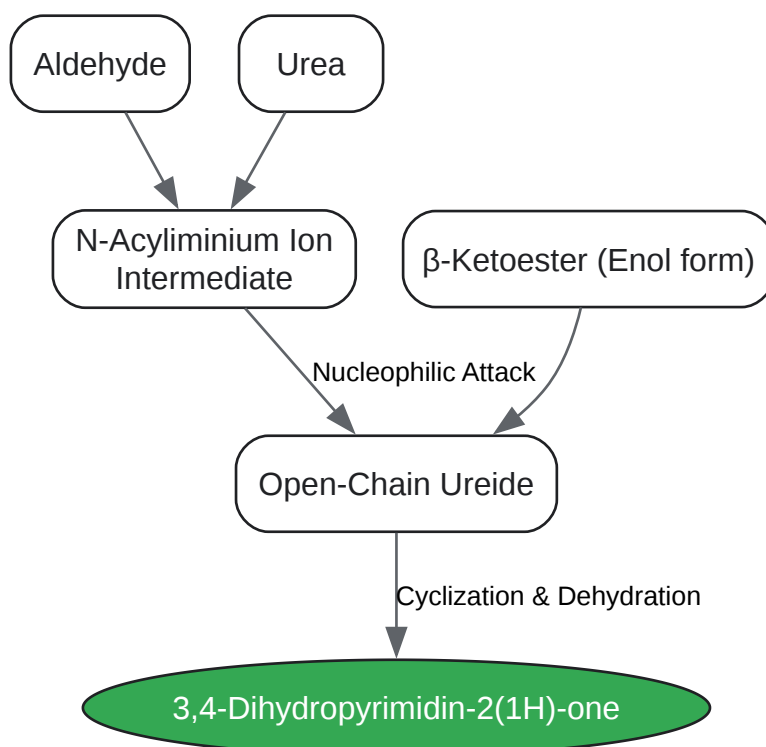 Aldehyde
Urea
N-Acyliminium Ion
Intermediate
β-Ketoester (Enol form)
Nucleophilic Attack
Open-Chain Ureide
Cyclization & Dehydration
3,4-Dihydropyrimidin-2(1H)-one